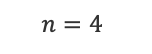 n = 4